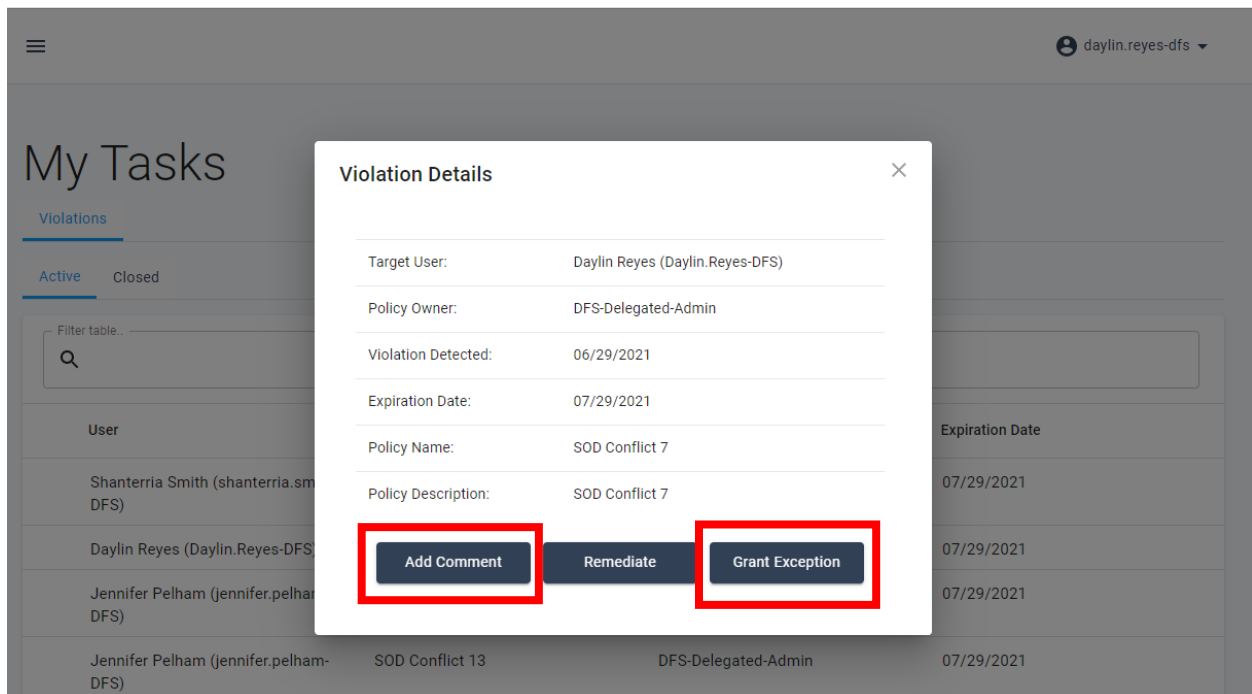 daylin.reyes-dfs
My Tasks
Violations
Active Closed
Filter table..
User Expiration Date
Shanterria Smith (shanterria.sm 07/29/2021
DFS)
Daylin Reyes (Daylin.Reyes-DFS 07/29/2021
Jennifer Pelham (jennifer.pelhar 07/29/2021
DFS)
Jennifer Pelham (jennifer.pelham- SOD Conflict 13 DFS-Delegated-Admin 07/29/2021
DFS)
Violation Details
Target User: Daylin Reyes (Daylin.Reyes-DFS)
Policy Owner: DFS-Delegated-Admin
Violation Detected: 06/29/2021
Expiration Date: 07/29/2021
Policy Name: SOD Conflict 7
Policy Description: SOD Conflict 7
Add Comment Remediate Grant Exception